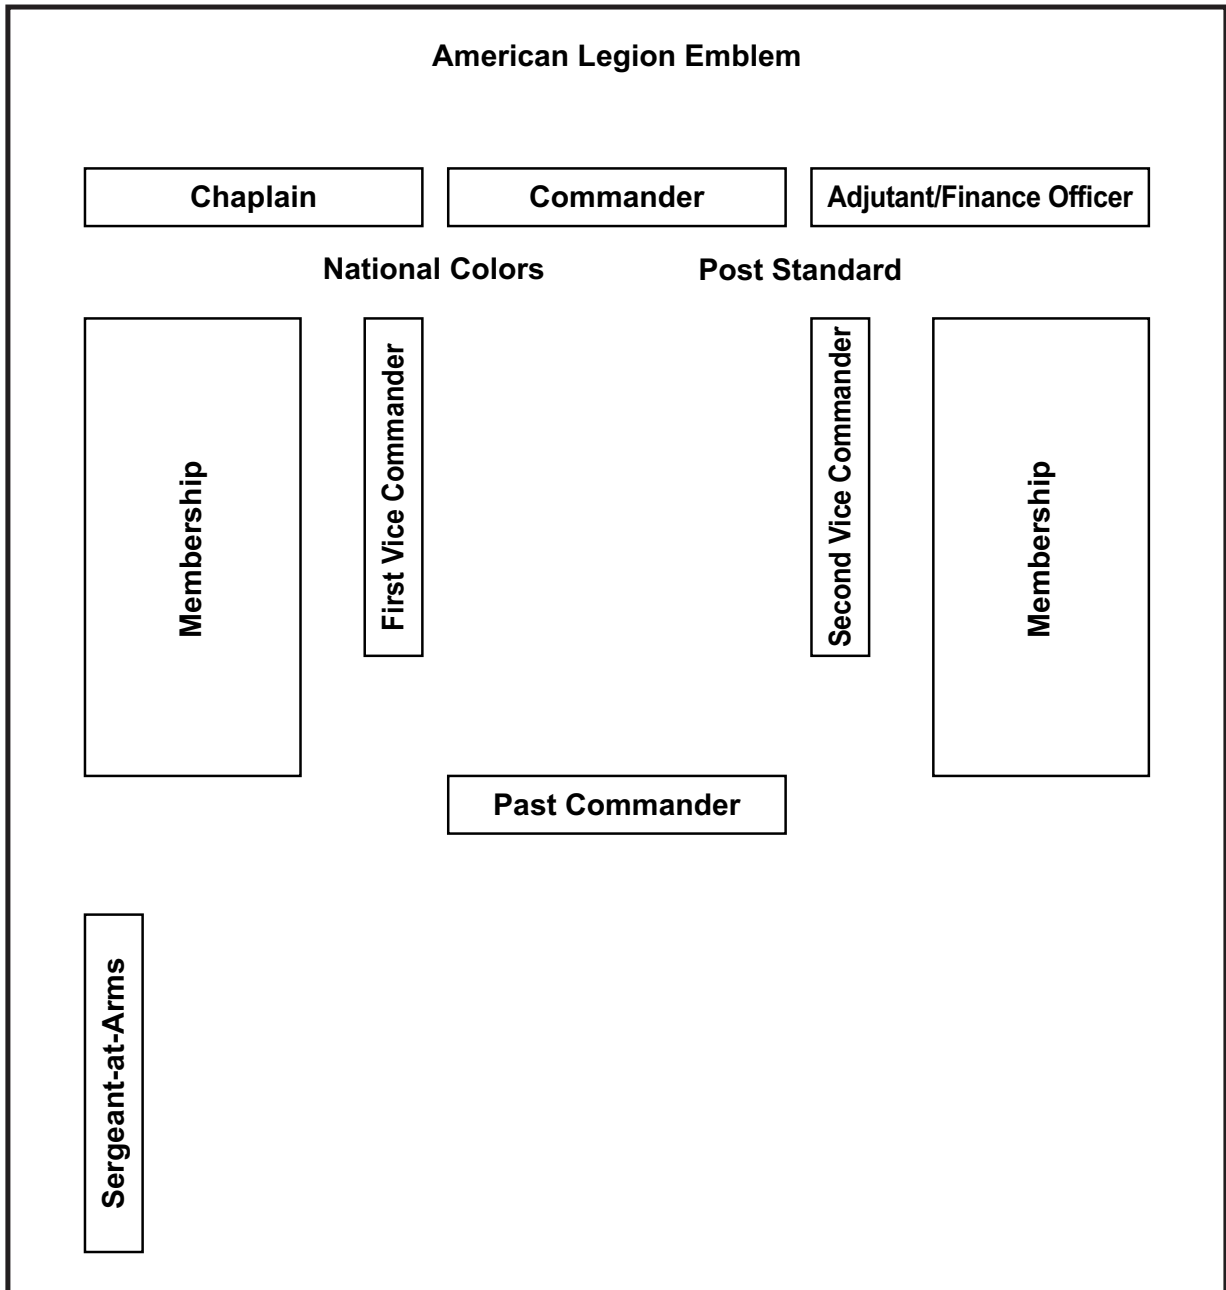 American Legion Emblem
Chaplain
Commander
Adjutant/Finance Officer
National Colors
Post Standard
Membership
First Vice Commander
Second Vice Commander
Membership
Past Commander
Sergeant-at-Arms